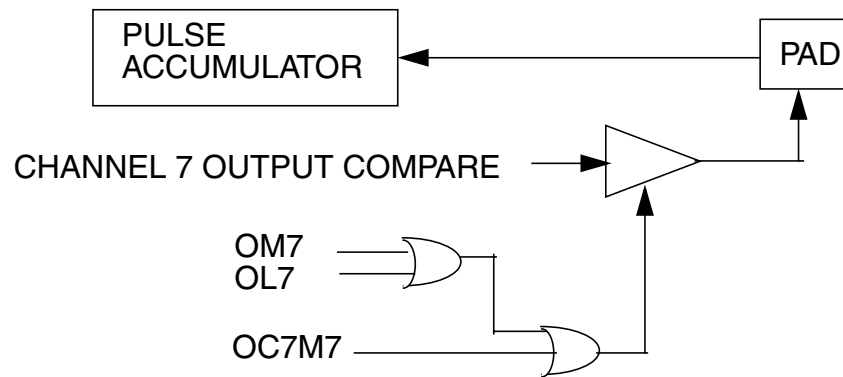 PULSE
ACCUMULATOR
PAD
CHANNEL 7 OUTPUT COMPARE
OM7
OL7
OC7M7